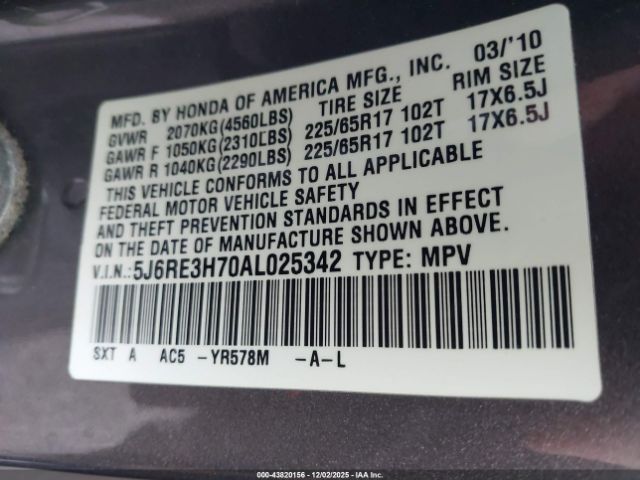 MFD. BY HONDA OF AMERICA MFG., INC. 03/'10
GVWR 2070KG(4560LBS) TIRE SIZE RIM SIZE
GAWR F 1050KG(2310LBS) 225/65R17 102T 17X6.5J
GAWR R 1040KG(2290LBS) 225/65R17 102T 17X6.5J
THIS VEHICLE CONFORMS TO ALL APPLICABLE
FEDERAL MOTOR VEHICLE SAFETY
AND THEFT PREVENTION STANDARDS IN EFFECT
ON THE DATE OF MANUFACTURE SHOWN ABOVE.
V.I.N.:5J6RE3H70AL025342 TYPE: MPV
SXT A AC5 -YR578M -A-L
000-43820156 | 12/02/2025 | IAA Inc.